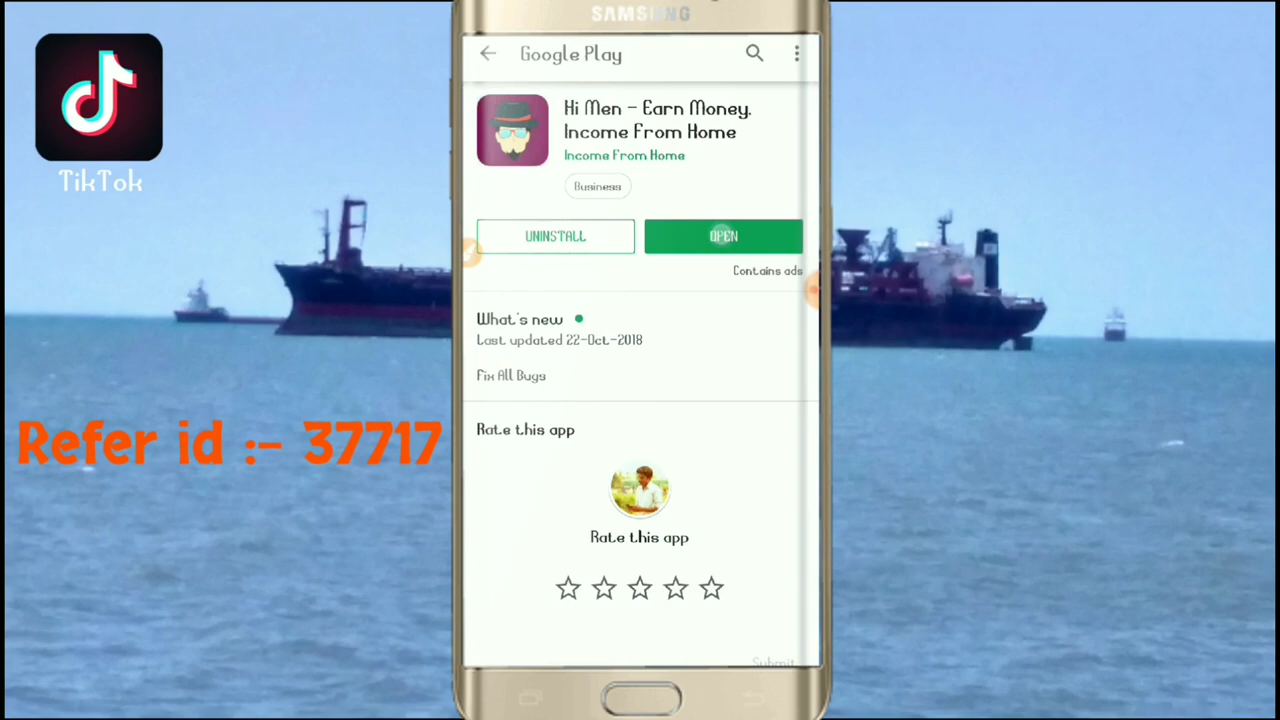 TikTok
Refer id :- 37717
SAMSUNG
Google Play
Hi Men - Earn Money.
Income From Home
Income From Home
Business
UNINSTALL
OPEN
Contains ads
What's new
Last updated 22-Oct-2018
Fix All Bugs
Rate this app
Rate this app
Submit